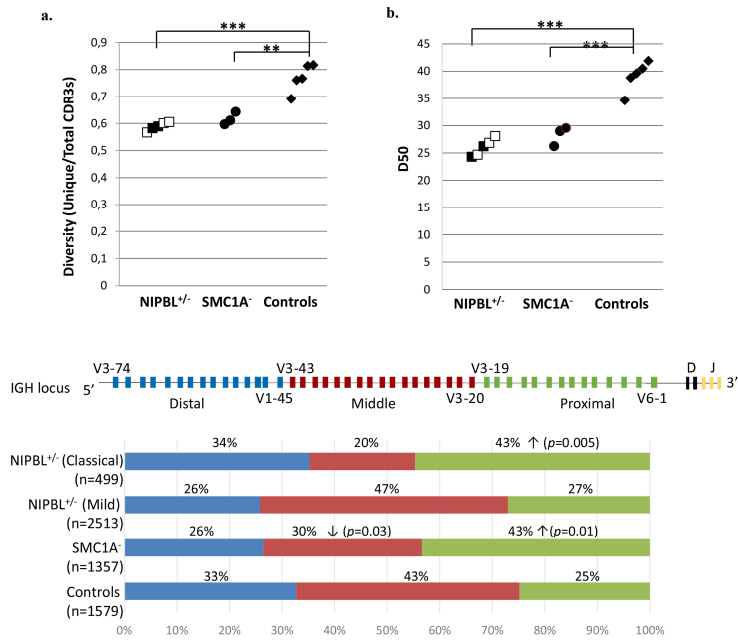 a.
***
**
Diversity (Unique/Total CDR3s)
0,9
0,8
0,7
0,6
0,5
0,4
0,3
0,2
0,1
0
NIPBL+/- SMC1A- Controls
b.
***
***
D50
45
40
35
30
25
20
15
10
5
0
NIPBL+/- SMC1A- Controls
V3-74 V3-43 V3-19 D J
IGH locus 5’ 3’
V1-45 V3-20 V6-1
Distal Middle Proximal
34% 20% 43% ↑ (p=0.005)
NIPBL+/- (Classical)
(n=499)
26% 47% 27%
NIPBL+/- (Mild)
(n=2513)
26% 30% ↓ (p=0.03) 43% ↑(p=0.01)
SMC1A-
(n=1357)
33% 43% 25%
Controls
(n=1579)
0% 10% 20% 30% 40% 50% 60% 70% 80% 90% 100%